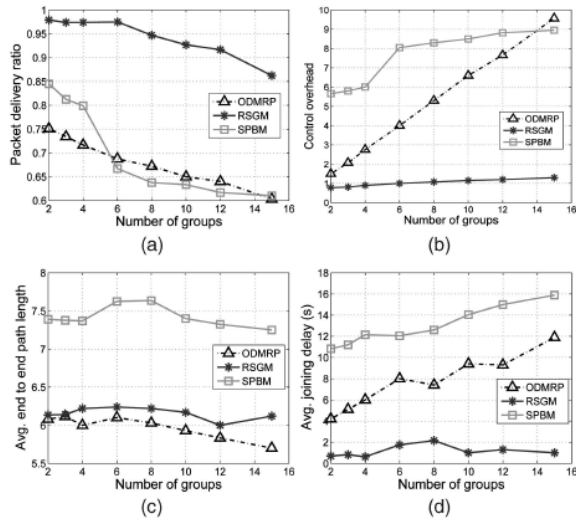 1
0.95
0.9
0.85
0.8
0.75
0.7
0.65
0.6
2 4 6 8 10 12 14 16
Packet delivery ratio
Number of groups
ODMRP
RSGM
SPBM
(a)
10
9
8
7
6
5
4
3
2
1
0
2 4 6 8 10 12 14 16
Control overhead
Number of groups
ODMRP
RSGM
SPBM
(b)
8
7.5
7
6.5
6
5.5
2 4 6 8 10 12 14 16
Avg. end to end path length
Number of groups
ODMRP
RSGM
SPBM
(c)
18
16
14
12
10
8
6
4
2
0
2 4 6 8 10 12 14 16
Avg. joining delay (s)
Number of groups
ODMRP
RSGM
SPBM
(d)